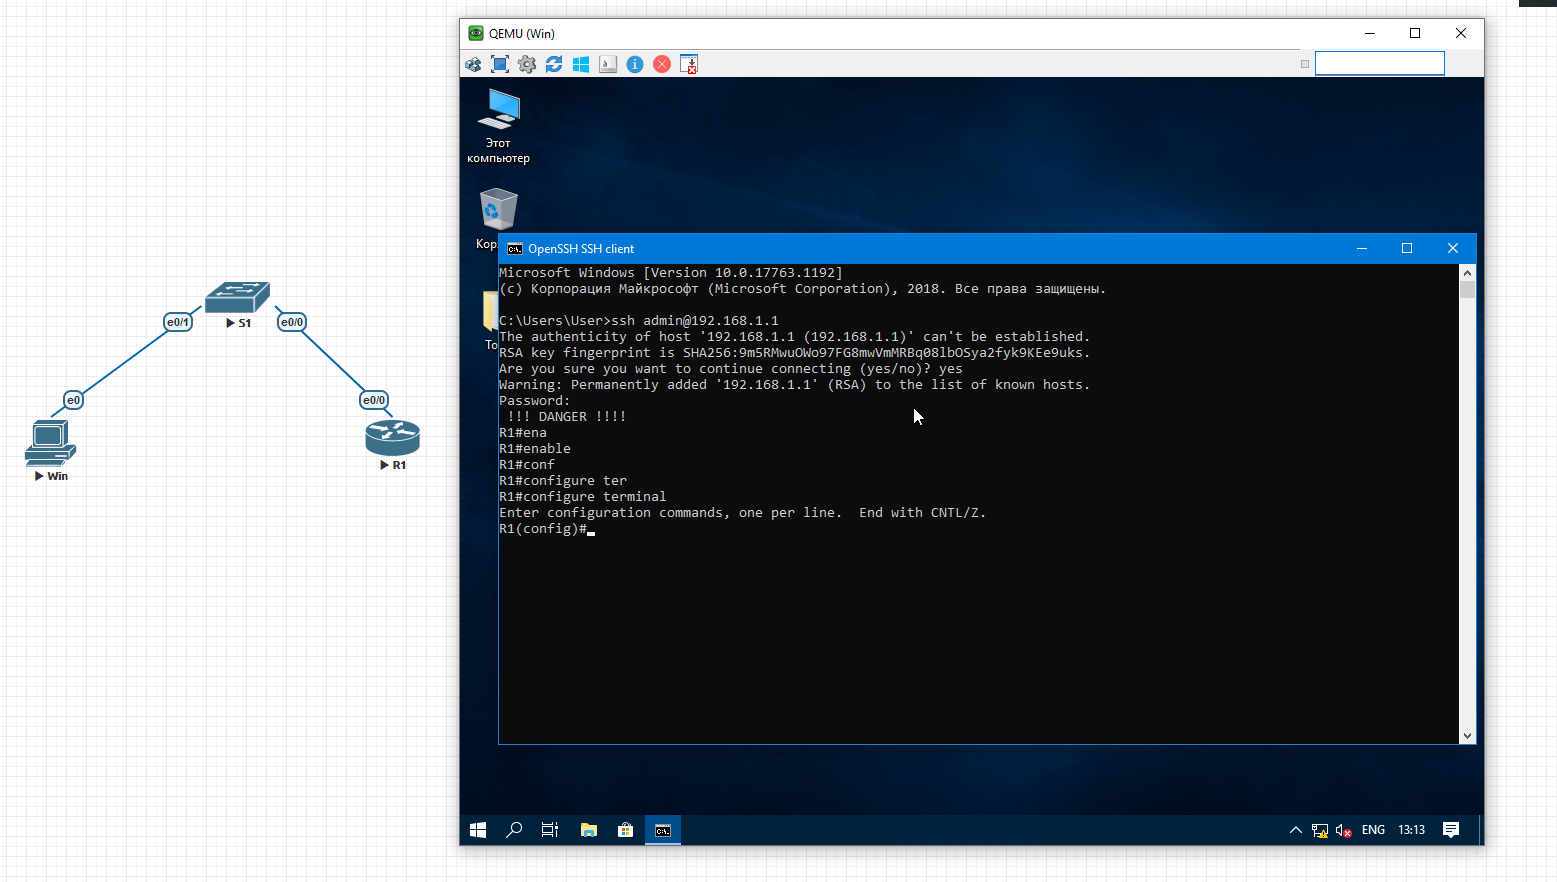 QEMU (Win)
Этот
компьютер
OpenSSH SSH client
Microsoft Windows [Version 10.0.17763.1192]
(c) Корпорация Майкрософт (Microsoft Corporation), 2018. Все права защищены.
C:\Users\User>ssh admin@192.168.1.1
The authenticity of host '192.168.1.1 (192.168.1.1)' can't be established.
RSA key fingerprint is SHA256:9m5RMwuOWo97FG8mwVmMRBq08lbOSya2fyk9KEe9uks.
Are you sure you want to continue connecting (yes/no)? yes
Warning: Permanently added '192.168.1.1' (RSA) to the list of known hosts.
Password:
!!! DANGER !!!!
R1#ena
R1#enable
R1#conf
R1#configure ter
R1#configure terminal
Enter configuration commands, one per line.  End with CNTL/Z.
R1(config)#
ENG
13:13
S1
e0/1
e0/0
e0
e0/0
Win
R1